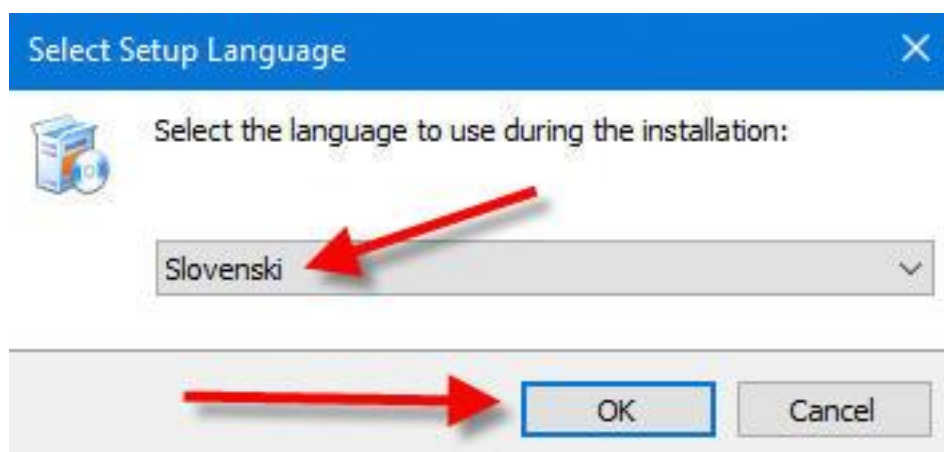 Select Setup Language
Select the language to use during the installation:
Slovenski
OK
Cancel